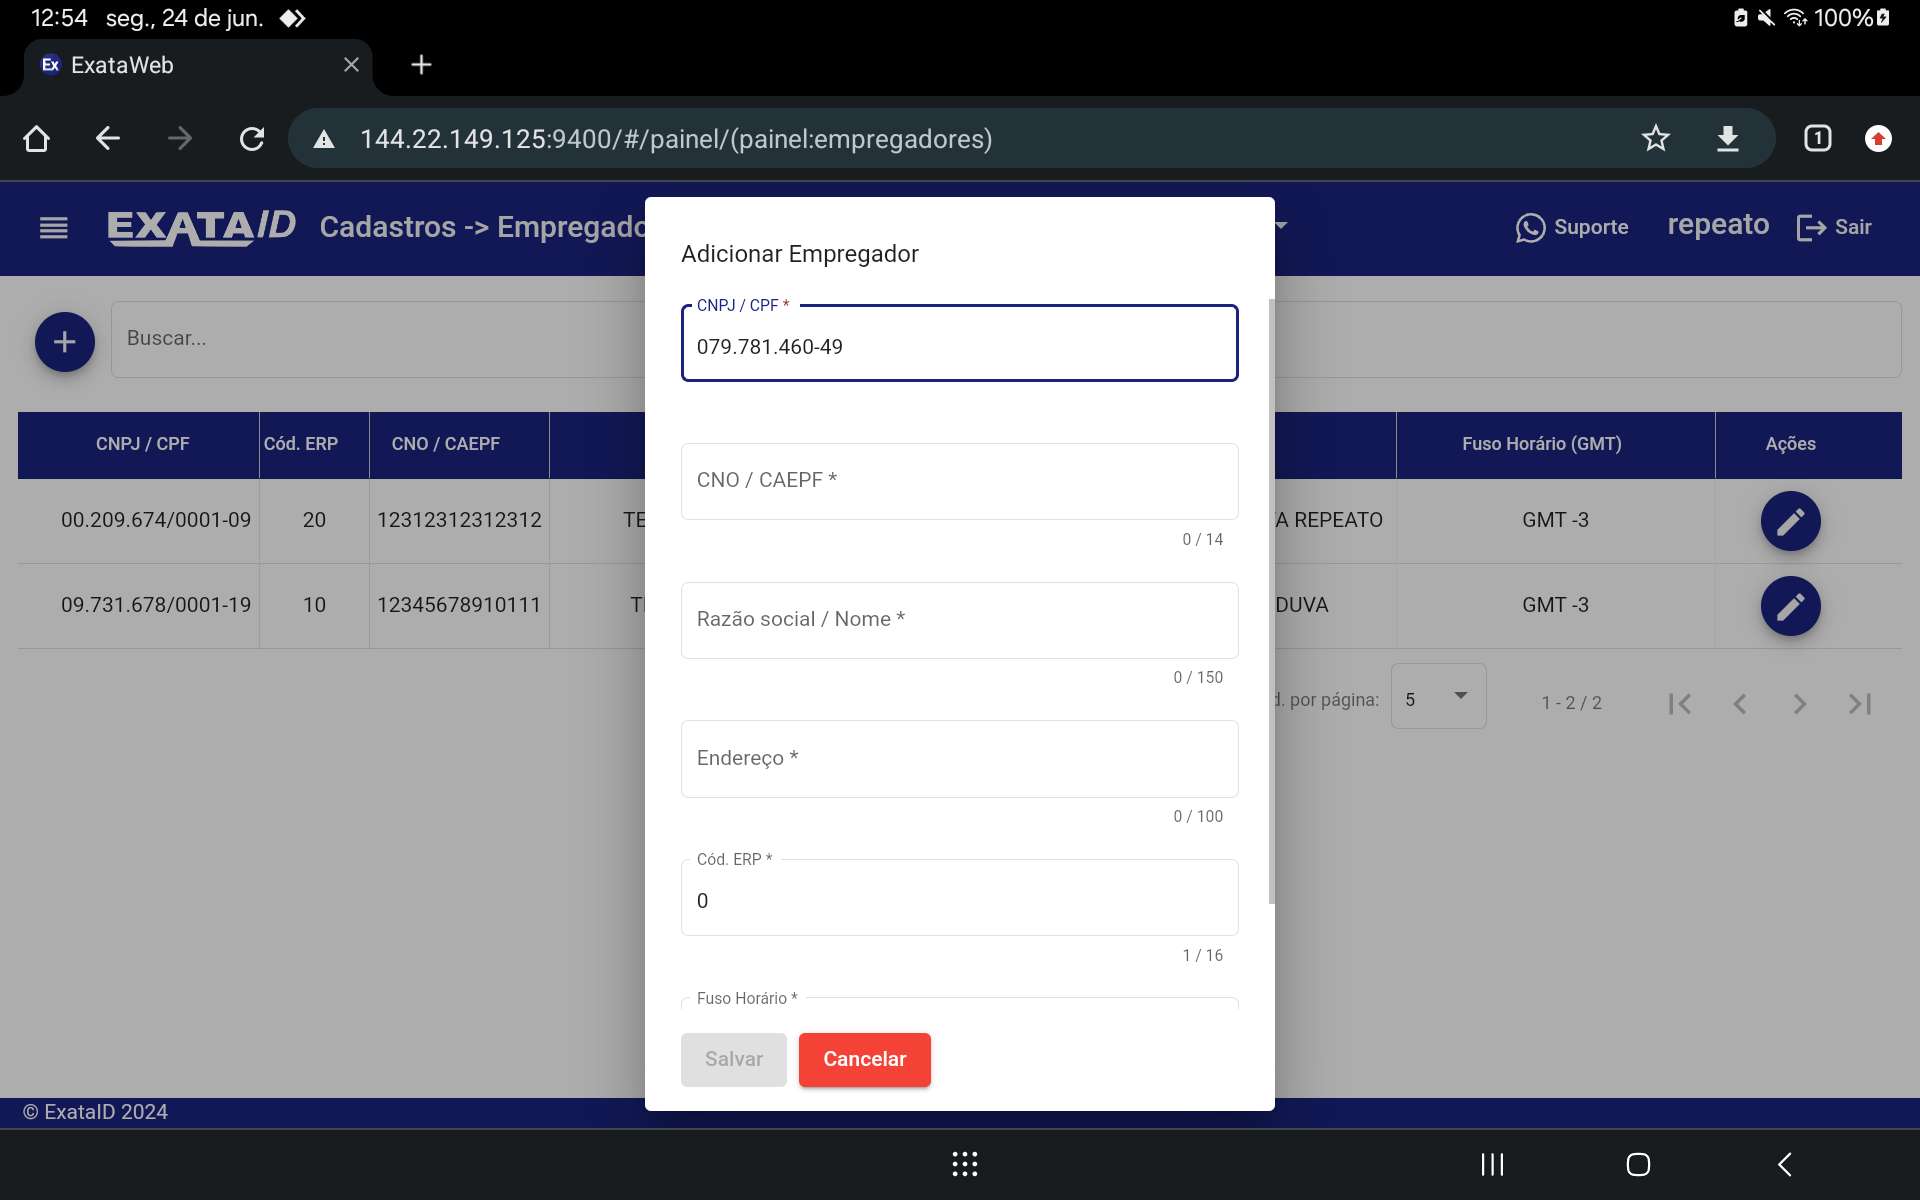 12:54 seg., 24 de jun. 100%
Ex ExataWeb
144.22.149.125:9400/#/painel/(painel:empregadores) 1
EXATAID Cadastros -> Empregado Suporte repeato Sair
Buscar...
CNPJ / CPF Cód. ERP CNO / CAEPF Fuso Horário (GMT) Ações
00.209.674/0001-09 20 12312312312312 TE A REPEATO GMT -3
09.731.678/0001-19 10 12345678910111 T DUVA GMT -3
d. por página: 5 1 - 2 / 2
Adicionar Empregador
CNPJ / CPF *
079.781.460-49
CNO / CAEPF *
0 / 14
Razão social / Nome *
0 / 150
Endereço *
0 / 100
Cód. ERP *
0
1 / 16
Fuso Horário *
Salvar Cancelar
© ExataID 2024